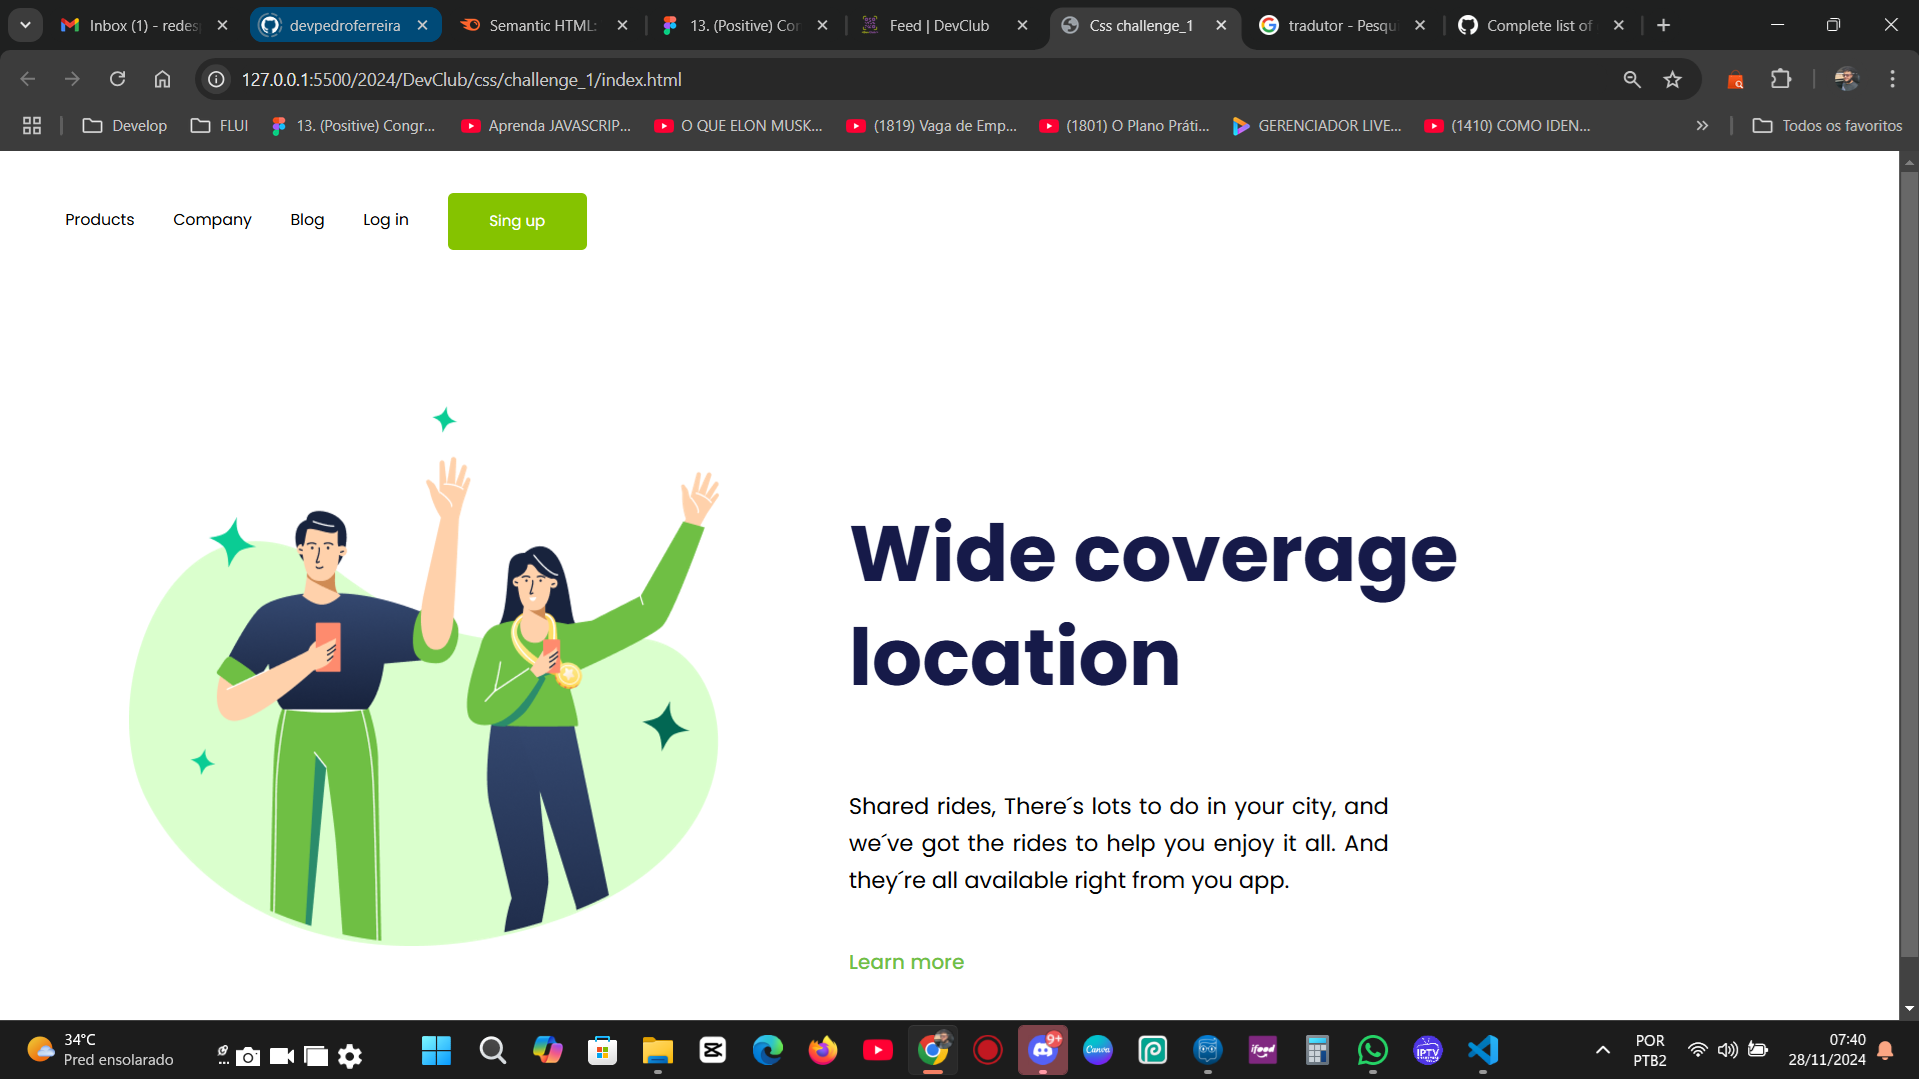 Inbox (1) - redes
devpedroferreira
Semantic HTML:
13. (Positive) Con
Feed | DevClub
Css challenge_1
tradutor - Pesqu
Complete list of
127.0.0.1:5500/2024/DevClub/css/challenge_1/index.html
Develop
FLUI
13. (Positive) Congr...
Aprenda JAVASCRIP...
O QUE ELON MUSK...
(1819) Vaga de Emp...
(1801) O Plano Práti...
GERENCIADOR LIVE...
(1410) COMO IDEN...
Todos os favoritos
Products
Company
Blog
Log in
Sing up
Wide coverage
location
Shared rides, There´s lots to do in your city, and
we´ve got the rides to help you enjoy it all. And
they´re all available right from you app.
Learn more
34°C
Pred ensolarado
9+
Canva
ifood
IPTV
POR
PTB2
07:40
28/11/2024